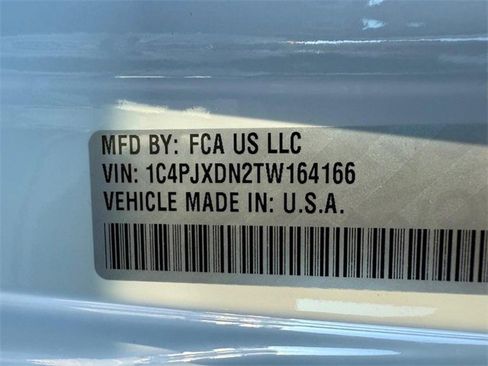 MFD BY: FCA US LLC
VIN: 1C4PJXDN2TW164166
VEHICLE MADE IN: U.S.A.